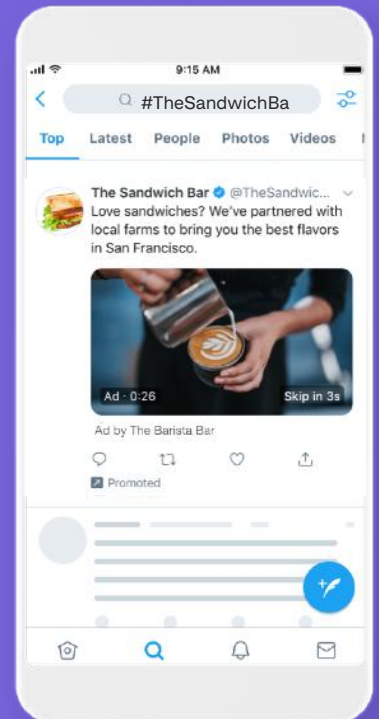 9:15 AM
#TheSandwichBa
Top Latest People Photos Videos
The Sandwich Bar @TheSandwic...
Love sandwiches? We've partnered with
local farms to bring you the best flavors
in San Francisco.
Ad · 0:26 Skip in 3s
Ad by The Barista Bar
Promoted